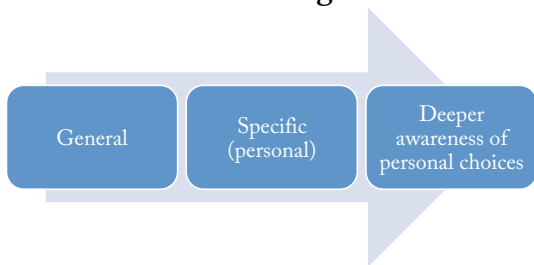 General
Specific
(personal)
Deeper
awareness of
personal choices